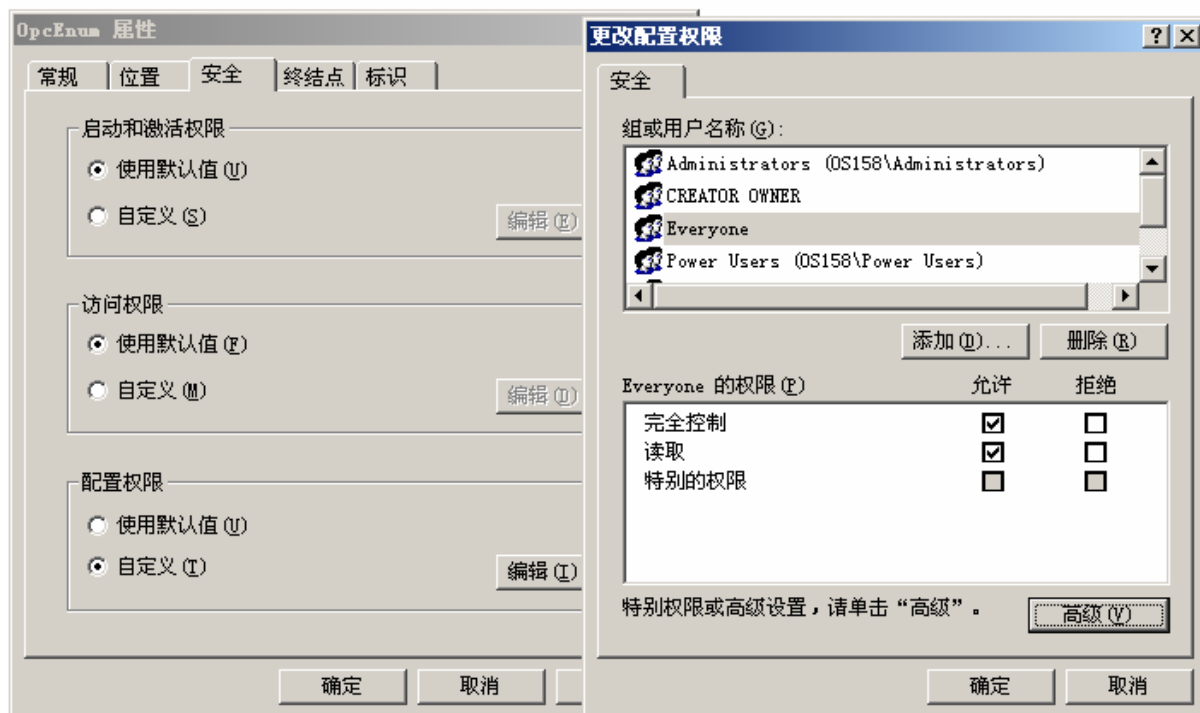 OpcEnum 属性
常规 位置 安全 终结点 标识
启动和激活权限
使用默认值(U)
自定义(S)
编辑(E)
访问权限
使用默认值(F)
自定义(M)
编辑(D)
配置权限
使用默认值(U)
自定义(T)
编辑(I)
确定 取消
更改配置权限
安全
组或用户名称(G):
Administrators (OS158\Administrators)
CREATOR OWNER
Everyone
Power Users (OS158\Power Users)
添加(D)... 删除(R)
Everyone 的权限(P) 允许 拒绝
完全控制
读取
特别的权限
特别权限或高级设置，请单击“高级”。
高级(V)
确定 取消